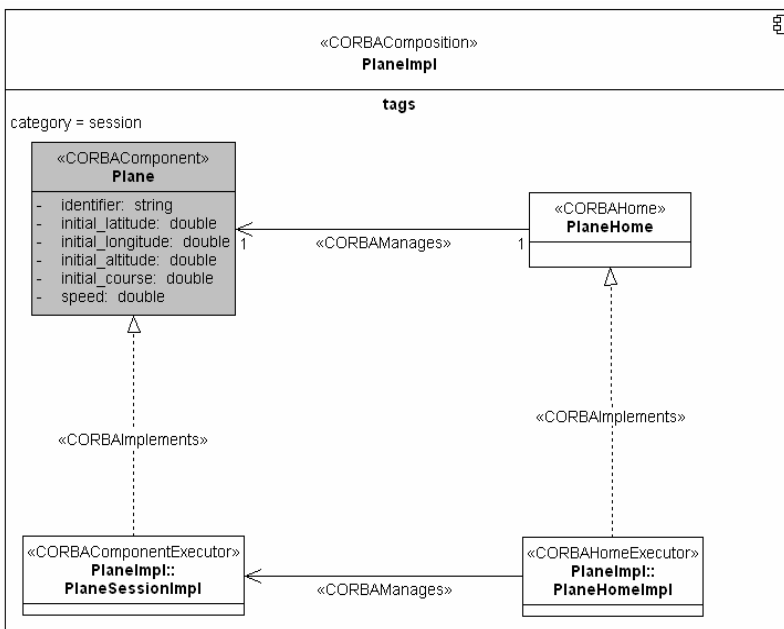 «CORBAComposition»
PlaneImpl
tags
category = session
«CORBAComponent»
Plane
- identifier: string
- initial_latitude: double
- initial_longitude: double
- initial_altitude: double
- initial_course: double
- speed: double
1
«CORBAManages»
1
«CORBAHome»
PlaneHome
«CORBAImplements»
«CORBAImplements»
«CORBAComponentExecutor»
PlaneImpl::
PlaneSessionImpl
«CORBAManages»
«CORBAHomeExecutor»
PlaneImpl::
PlaneHomeImpl